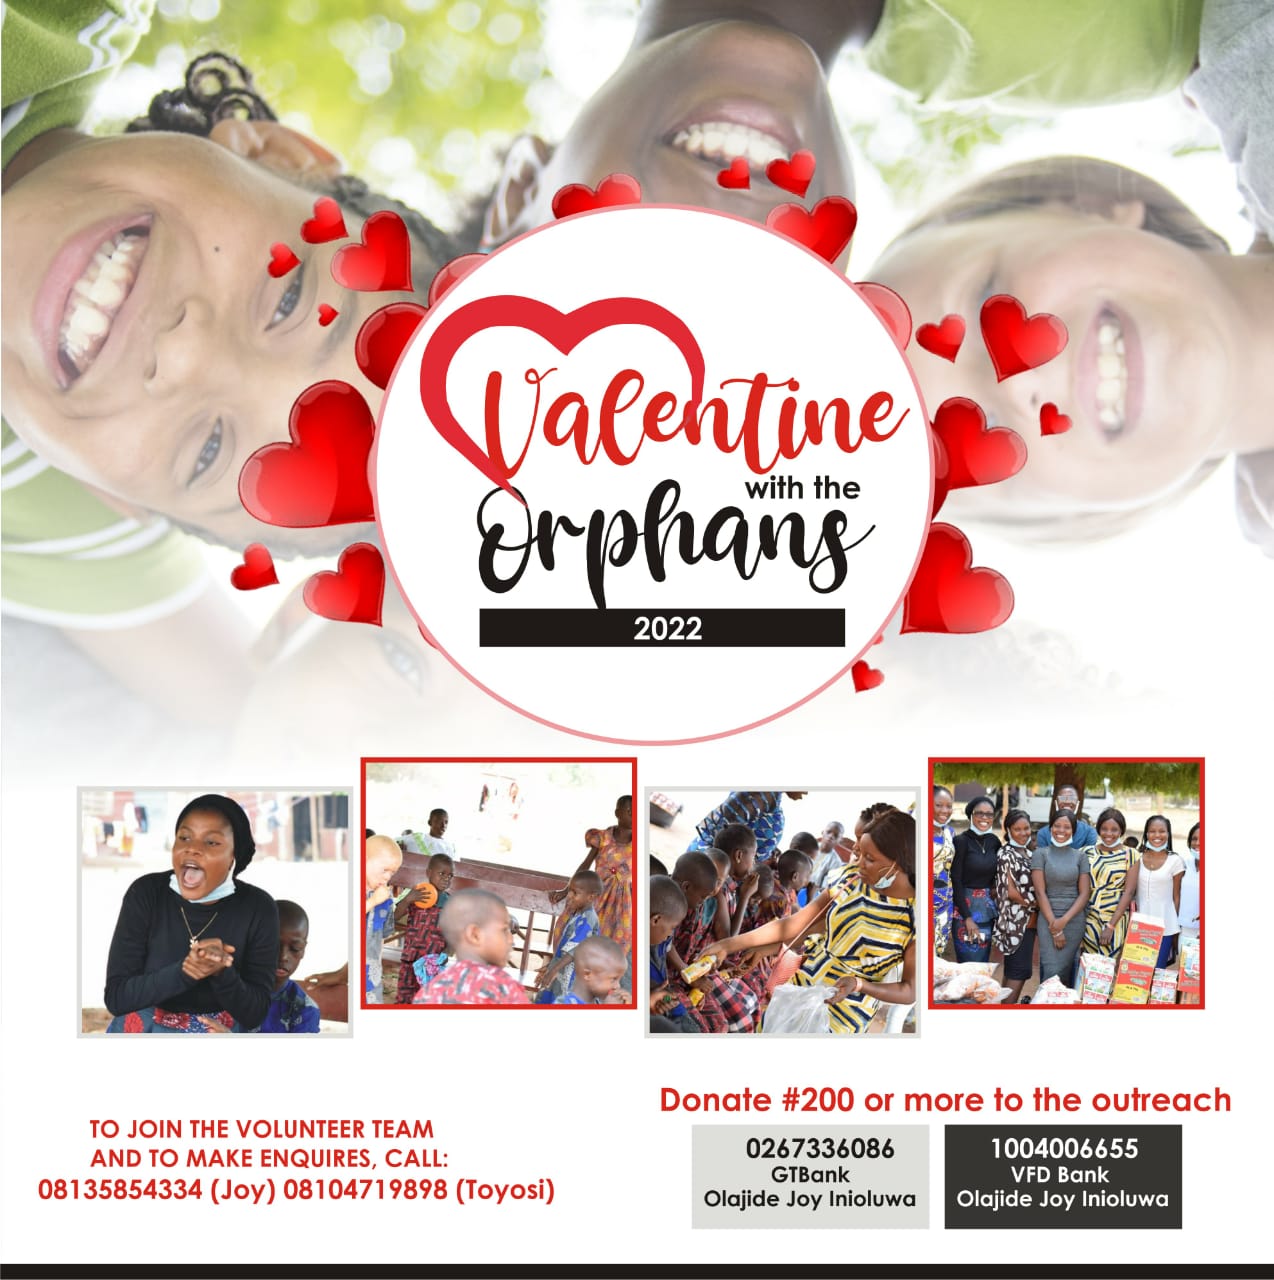 Valentine
with the
Orphans
2022
TO JOIN THE VOLUNTEER TEAM
AND TO MAKE ENQUIRES, CALL:
08135854334 (Joy) 08104719898 (Toyosi)
Donate #200 or more to the outreach
0267336086
GTBank
Olajide Joy Inioluwa
1004006655
VFD Bank
Olajide Joy Inioluwa